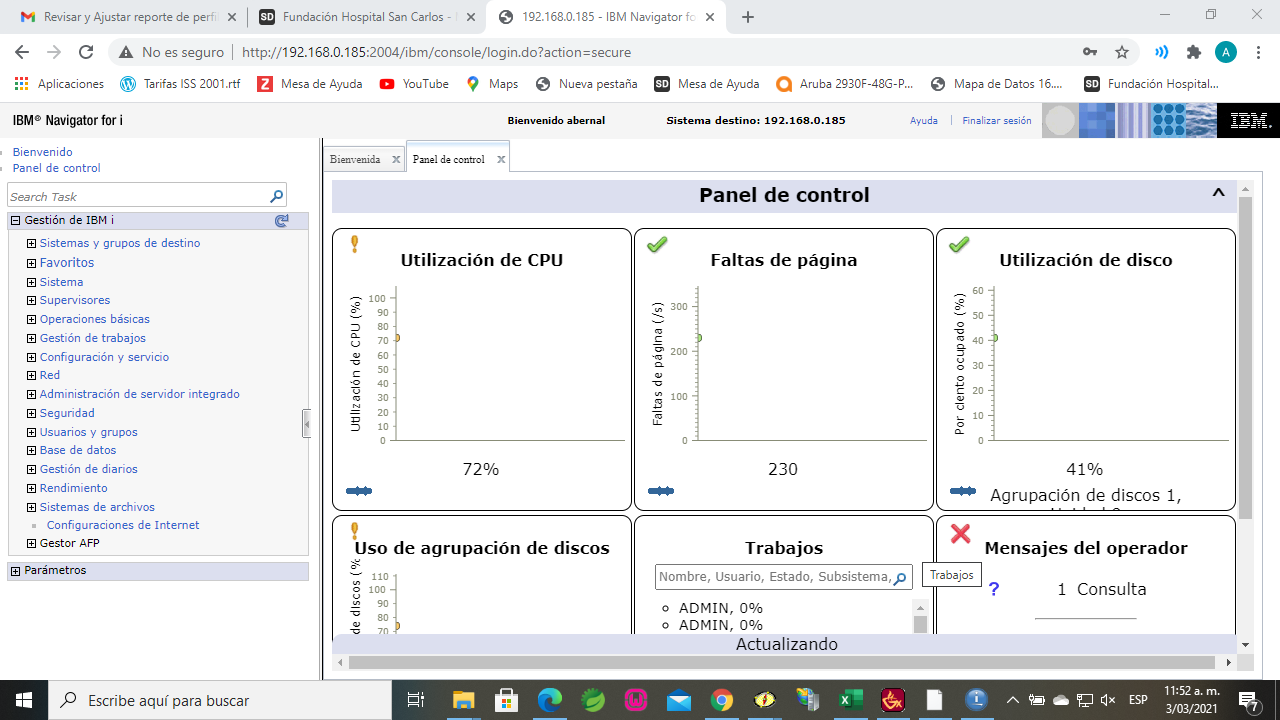 Revisar y Ajustar reporte de perfi
Fundación Hospital San Carlos -
192.168.0.185 - IBM Navigator fo
No es seguro
http://192.168.0.185:2004/ibm/console/login.do?action=secure
A
Aplicaciones
Tarifas ISS 2001.rtf
Mesa de Ayuda
YouTube
Maps
Nueva pestaña
Mesa de Ayuda
Aruba 2930F-48G-P...
Mapa de Datos 16....
Fundación Hospital...
IBM® Navigator for i
Bienvenido abernal
Sistema destino: 192.168.0.185
Ayuda
Finalizar sesión
IBM.
Bienvenido
Panel de control
Search Task
Gestión de IBM i
Sistemas y grupos de destino
Favoritos
Sistema
Supervisores
Operaciones básicas
Gestión de trabajos
Configuración y servicio
Red
Administración de servidor integrado
Seguridad
Usuarios y grupos
Base de datos
Gestión de diarios
Rendimiento
Sistemas de archivos
Configuraciones de Internet
Gestor AFP
Parámetros
Bienvenida
Panel de control
Panel de control
^
Utilización de CPU
Utilización de CPU (%)
100
90
80
70
60
50
40
30
20
10
0
72%
Faltas de página
Faltas de página (/s)
300
200
100
0
230
Utilización de disco
Por ciento ocupado (%)
60
50
40
30
20
10
0
41%
Agrupación de discos 1,
Uso de agrupación de discos
de discos (%
110
100
90
80
70
Trabajos
Nombre, Usuario, Estado, Subsistema,
ADMIN, 0%
ADMIN, 0%
Trabajos
Mensajes del operador
? 1 Consulta
Actualizando
Escribe aquí para buscar
ESP
11:52 a. m.
3/03/2021
7